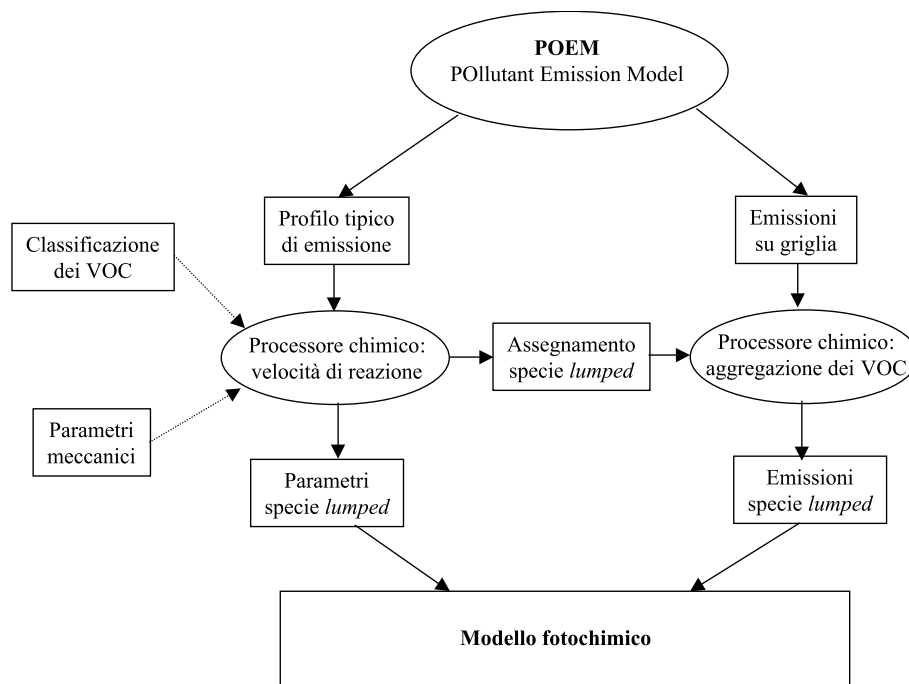 POEM
POllutant Emission Model
Profilo tipico
di emissione
Emissioni
su griglia
Classificazione
dei VOC
Processore chimico:
velocità di reazione
Assegnamento
specie lumped
Processore chimico:
aggregazione dei VOC
Parametri
meccanici
Parametri
specie lumped
Emissioni
specie lumped
Modello fotochimico